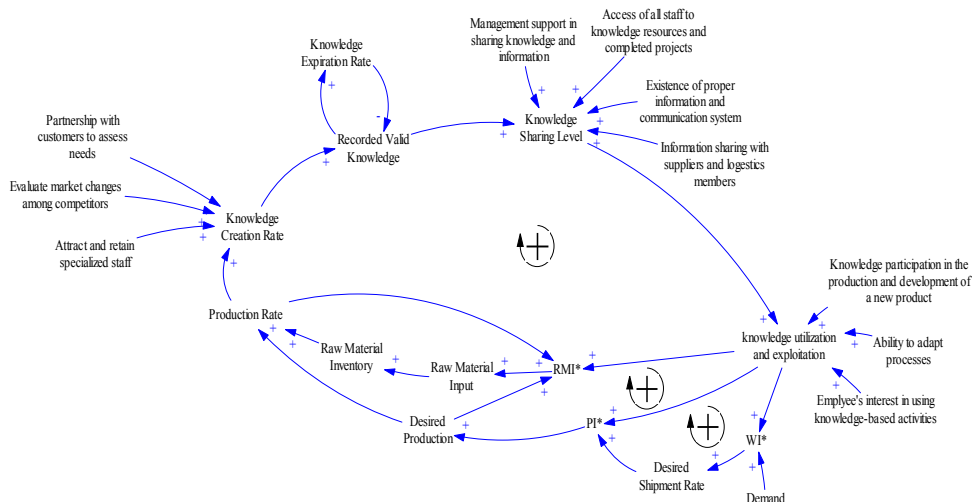 Management support in
sharing knowledge and
information
Access of all staff to
knowledge resources and
completed projects
Knowledge
Expiration Rate
Existence of proper
information and
communication system
Partnership with
customers to assess
needs
Recorded Valid
Knowledge
Knowledge
Sharing Level
Information sharing with
suppliers and logestics
members
Evaluate market changes
among competitors
Knowledge
Creation Rate
Attract and retain
specialized staff
Knowledge participation in the
production and development of
a new product
Production Rate
knowledge utilization
and exploitation
Ability to adapt
processes
Raw Material
Inventory
Raw Material
Input
RMI*
Emplyee's interest in using
knowledge-based activities
Desired
Production
PI*
WI*
Desired
Shipment Rate
Demand